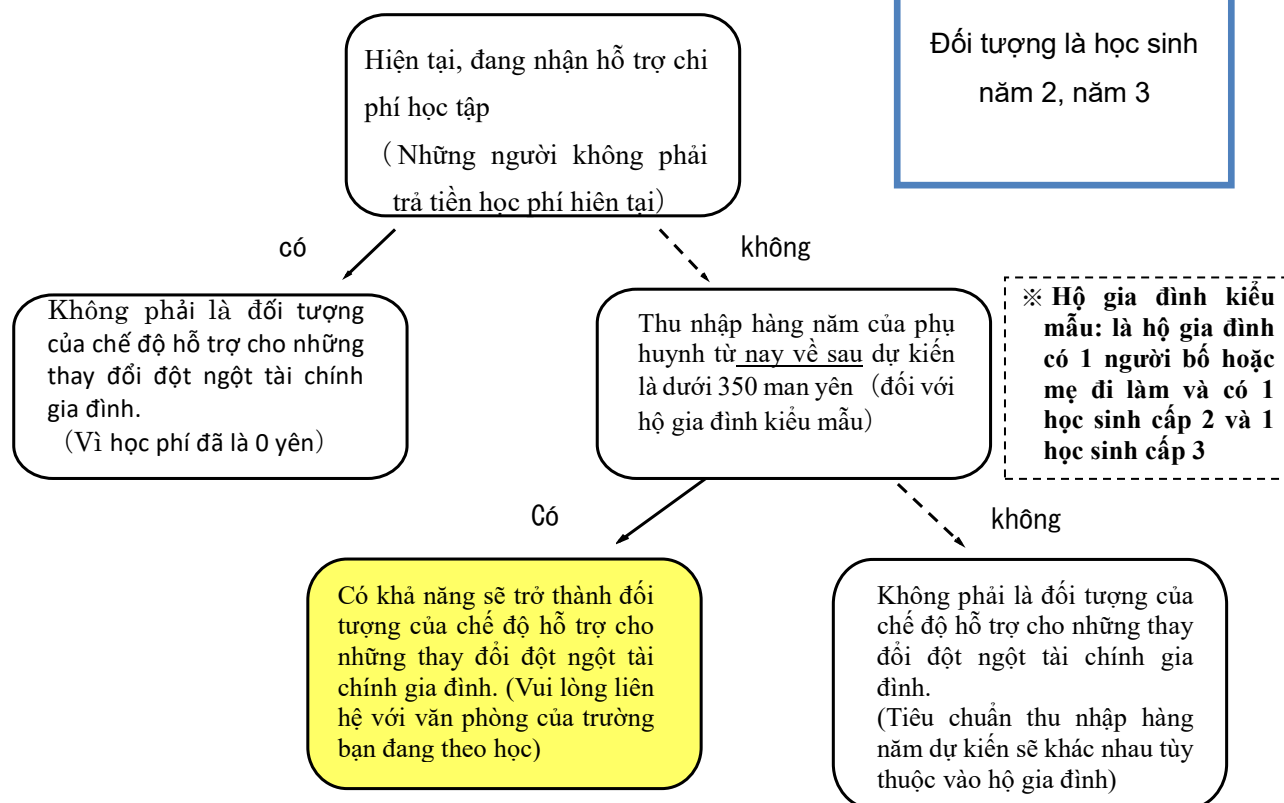 Đối tượng là học sinh
năm 2, năm 3
Hiện tại, đang nhận hỗ trợ chi
phí học tập
（Những người không phải
trả tiền học phí hiện tại）
có
không
Không phải là đối tượng
của chế độ hỗ trợ cho những
thay đổi đột ngột tài chính
gia đình.
（Vì học phí đã là 0 yên）
Thu nhập hàng năm của phụ
huynh từ nay về sau dự kiến
là dưới 350 man yên（đối với
hộ gia đình kiểu mẫu）
※ Hộ gia đình kiểu
mẫu: là hộ gia đình
có 1 người bố hoặc
mẹ đi làm và có 1
học sinh cấp 2 và 1
học sinh cấp 3
Có
không
Có khả năng sẽ trở thành đối
tượng của chế độ hỗ trợ cho
những thay đổi đột ngột tài
chính gia đình. (Vui lòng liên
hệ với văn phòng của trường
bạn đang theo học)
Không phải là đối tượng của
chế độ hỗ trợ cho những thay
đổi đột ngột tài chính gia
đình.
(Tiêu chuẩn thu nhập hàng
năm dự kiến sẽ khác nhau tùy
thuộc vào hộ gia đình)